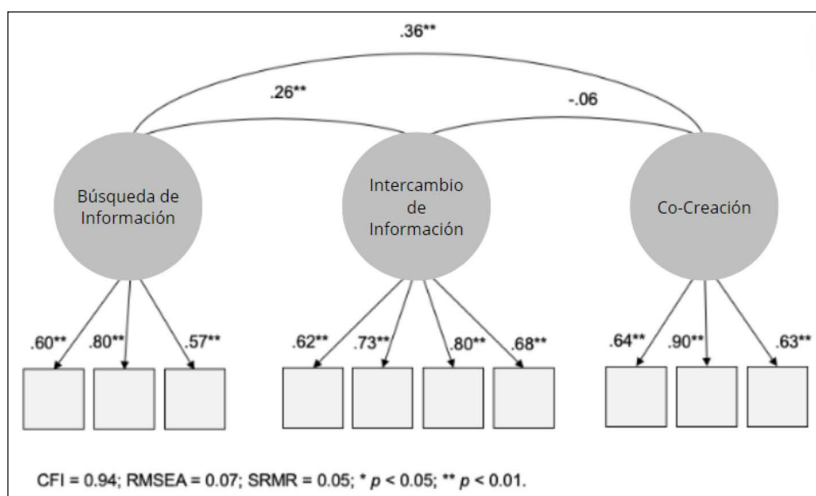 .36**
.26**
-.06
Búsqueda de
Información
Intercambio
de
Información
Co-Creación
.60**
.80**
.57**
.62**
.73**
.80**
.68**
.64**
.90**
.63**
CFI = 0.94; RMSEA = 0.07; SRMR = 0.05; * p < 0.05; ** p < 0.01.